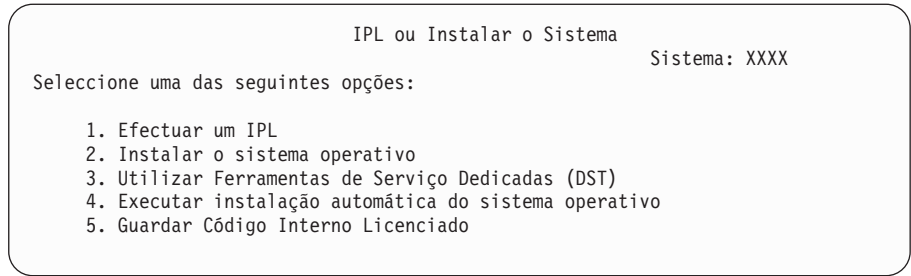 IPL ou Instalar o Sistema
Sistema: XXXX
Seleccione uma das seguintes opções:
1. Efectuar um IPL
2. Instalar o sistema operativo
3. Utilizar Ferramentas de Serviço Dedicadas (DST)
4. Executar instalação automática do sistema operativo
5. Guardar Código Interno Licenciado